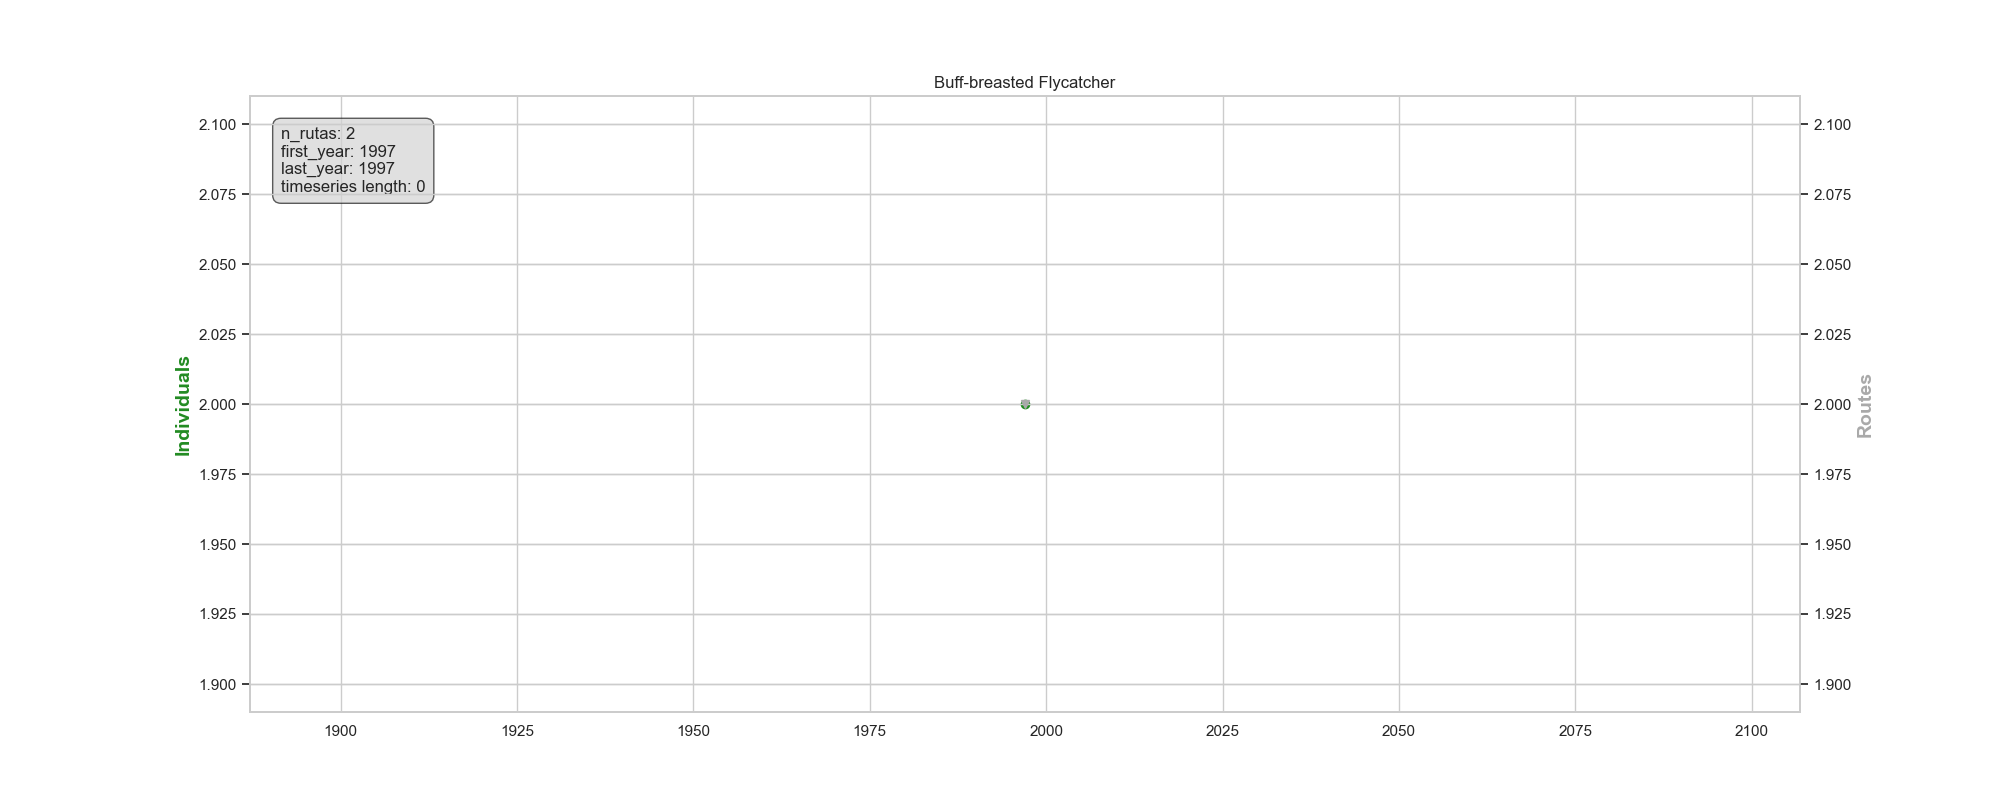 Buff-breasted Flycatcher
n_rutas: 2
first_year: 1997
last_year: 1997
timeseries length: 0
Individuals
2.100
2.075
2.050
2.025
2.000
1.975
1.950
1.925
1.900
2.100
2.075
2.050
2.025
2.000
1.975
1.950
1.925
1.900
Routes
1900 1925 1950 1975 2000 2025 2050 2075 2100